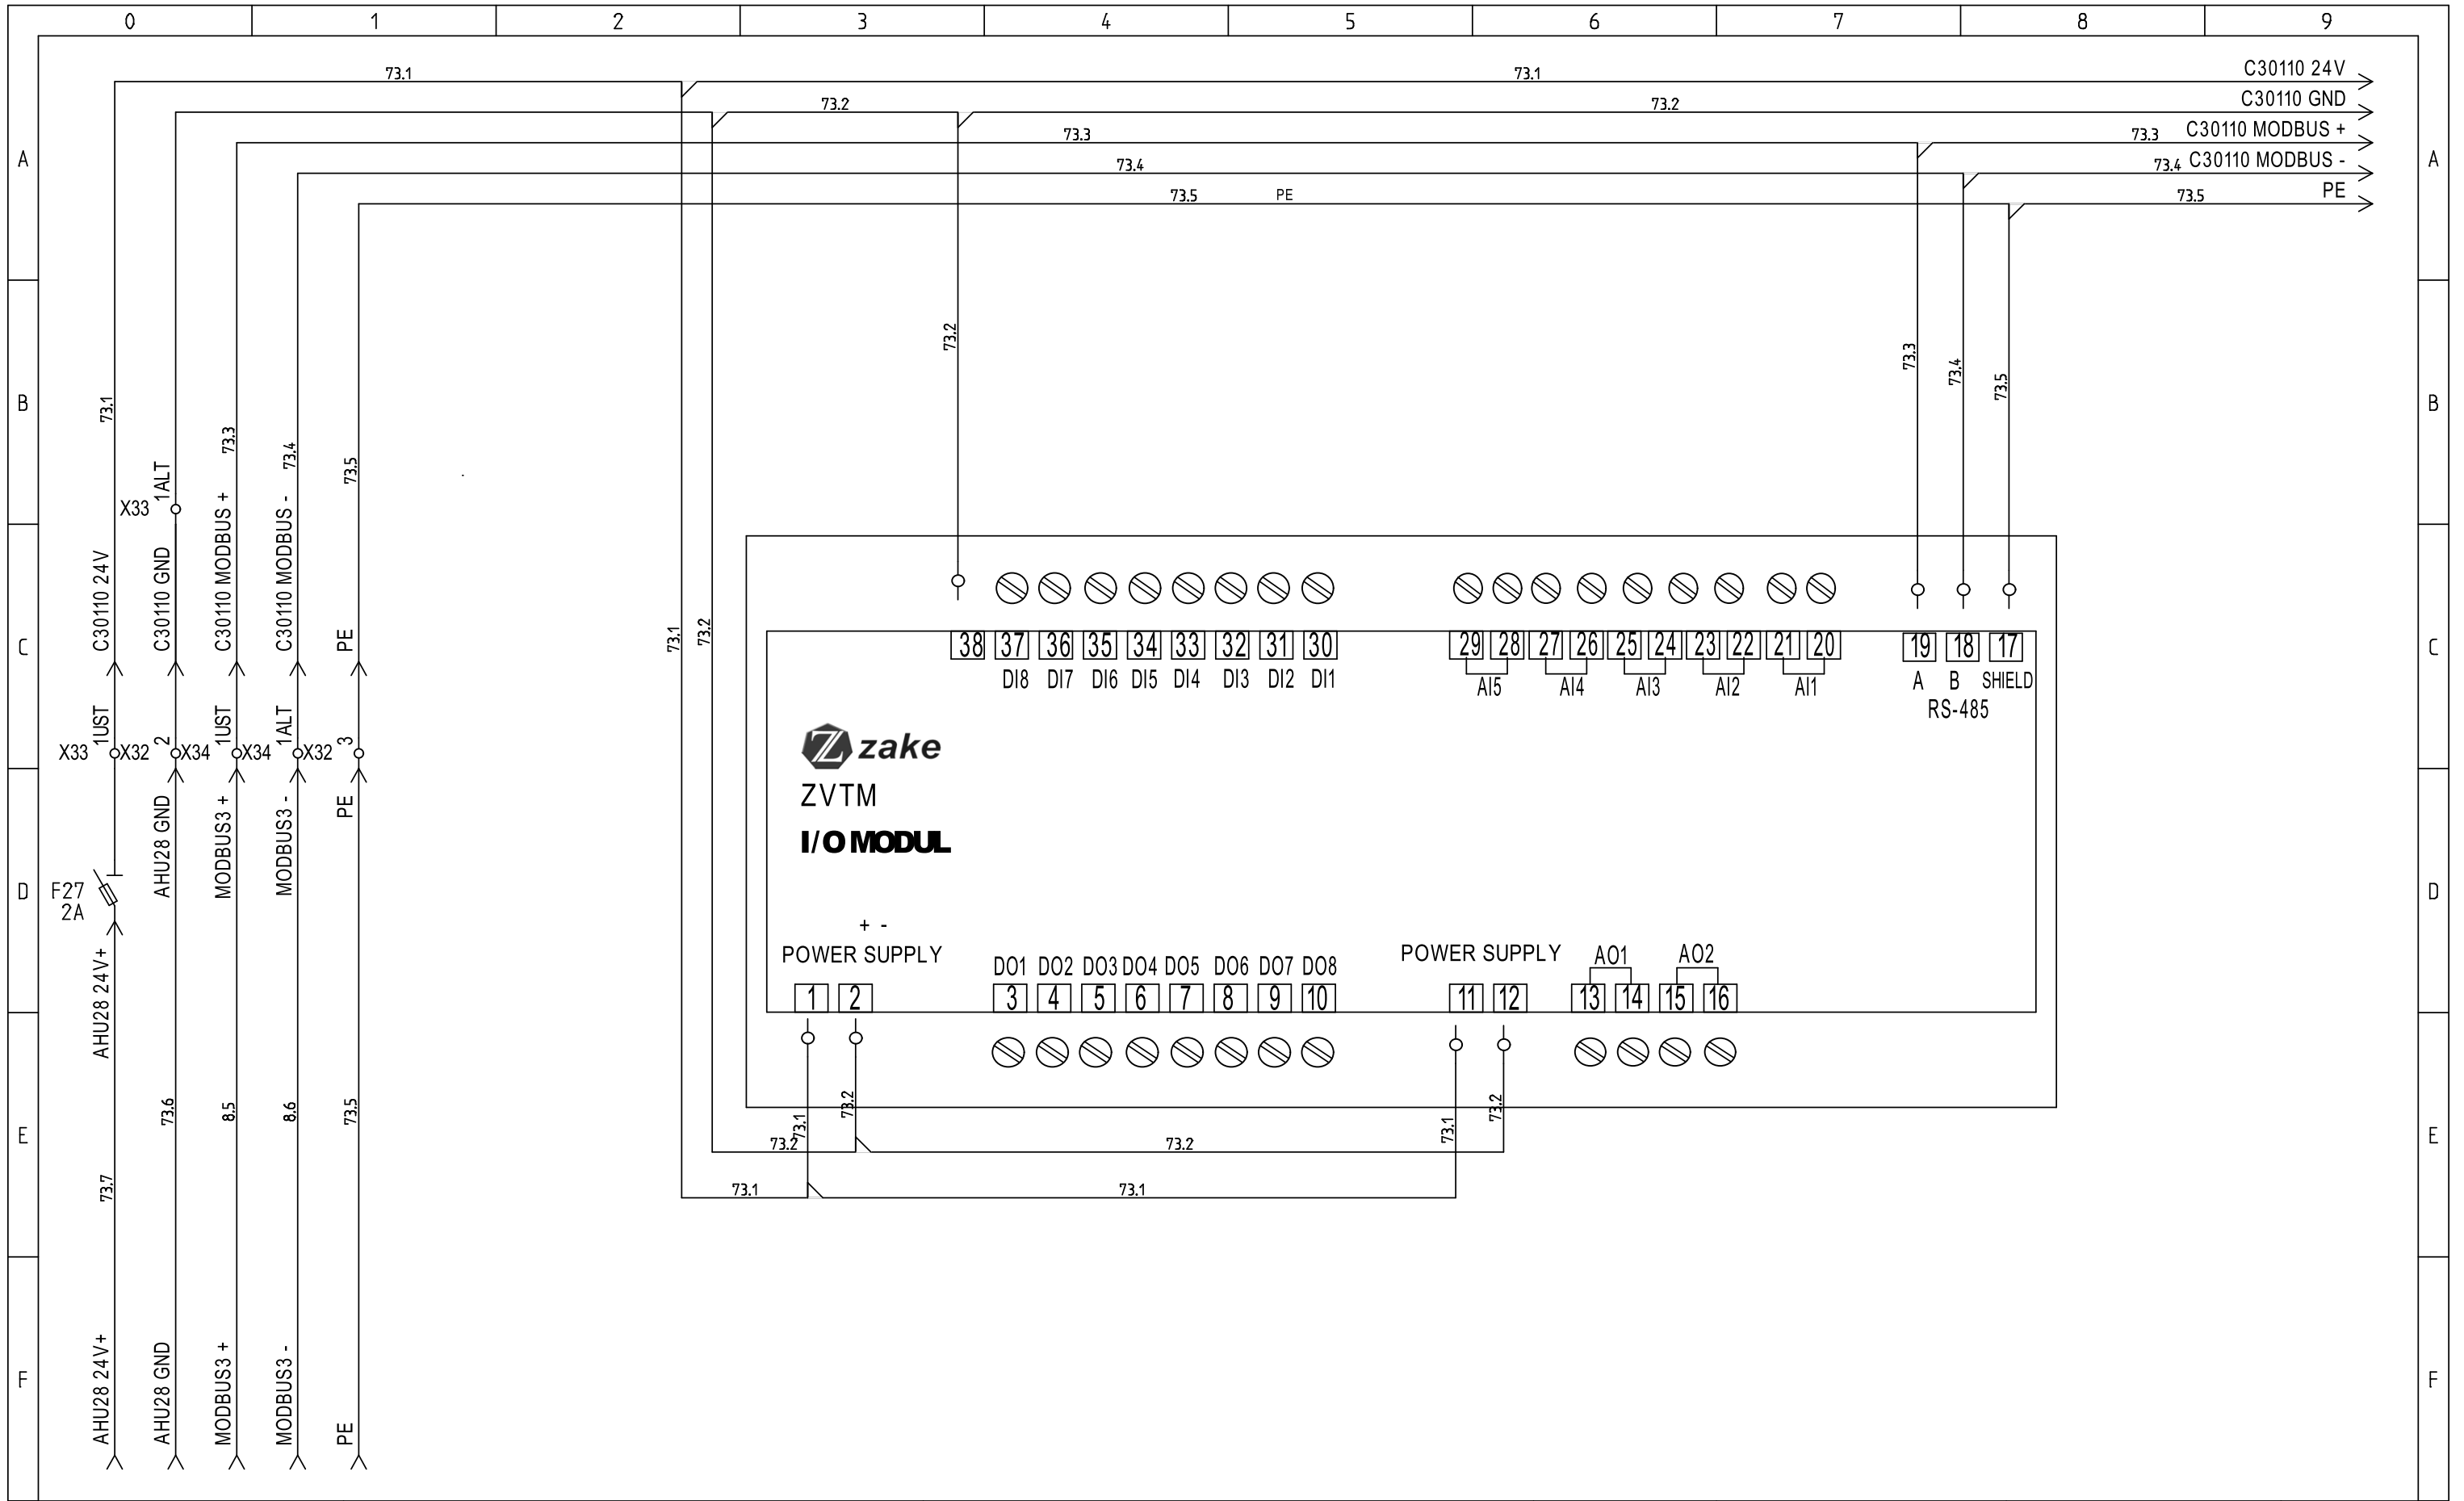 0 1 2 3 4 5 6 7 8 9
73.1 73.1 C30110 24V
73.2 73.2 C30110 GND
73.3 73.3 C30110 MODBUS +
73.4 73.4 C30110 MODBUS -
73.5 PE 73.5 PE
A A
73.2 73.3 73.4 73.5
B B
73.1 73.3 73.4 73.5
X33 1ALT
C30110 24V C30110 GND C30110 MODBUS + C30110 MODBUS - PE
73.1 73.2
C C
38 37 36 35 34 33 32 31 30 29 28 27 26 25 24 23 22 21 20 19 18 17
DI8 DI7 DI6 DI5 DI4 DI3 DI2 DI1 AI5 AI4 AI3 AI2 AI1 A B SHIELD
RS-485
X33 1UST X32 2 X34 1UST X34 1ALT X32 3
Z zake
ZVTM
I/O MODUL
AHU28 GND MODBUS3 + MODBUS3 - PE
D D
F27
2A
AHU28 24V+
+ -
POWER SUPPLY POWER SUPPLY
DO1 DO2 DO3 DO4 DO5 DO6 DO7 DO8 AO1 AO2
1 2 3 4 5 6 7 8 9 10 11 12 13 14 15 16
73.7 73.6 8.5 8.6 73.5
73.1 73.2 73.1 73.2
E E
73.2 73.2
73.1 73.1
F F
AHU28 24V+ AHU28 GND MODBUS3 + MODBUS3 - PE